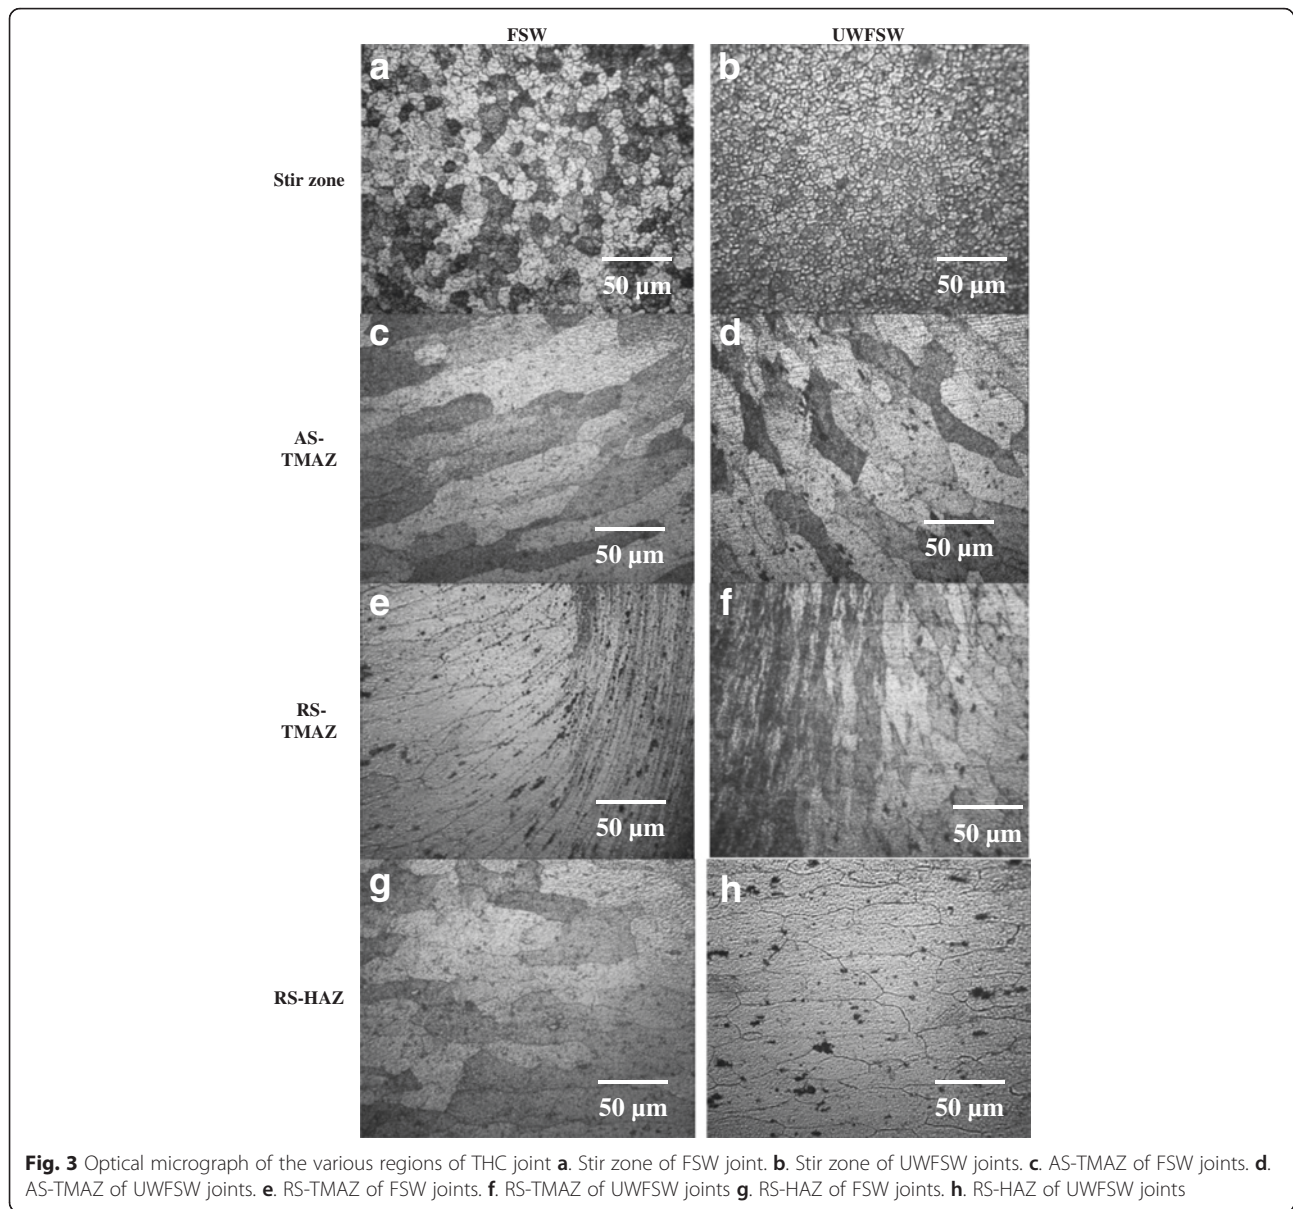 FSW UWFSW
a b
Stir zone
50 µm 50 µm
c d
AS-
TMAZ
50 µm 50 µm
e f
RS-
TMAZ
50 µm 50 µm
g h
RS-HAZ
50 µm 50 µm
Fig. 3 Optical micrograph of the various regions of THC joint a. Stir zone of FSW joint. b. Stir zone of UWFSW joints. c. AS-TMAZ of FSW joints. d.
AS-TMAZ of UWFSW joints. e. RS-TMAZ of FSW joints. f. RS-TMAZ of UWFSW joints g. RS-HAZ of FSW joints. h. RS-HAZ of UWFSW joints